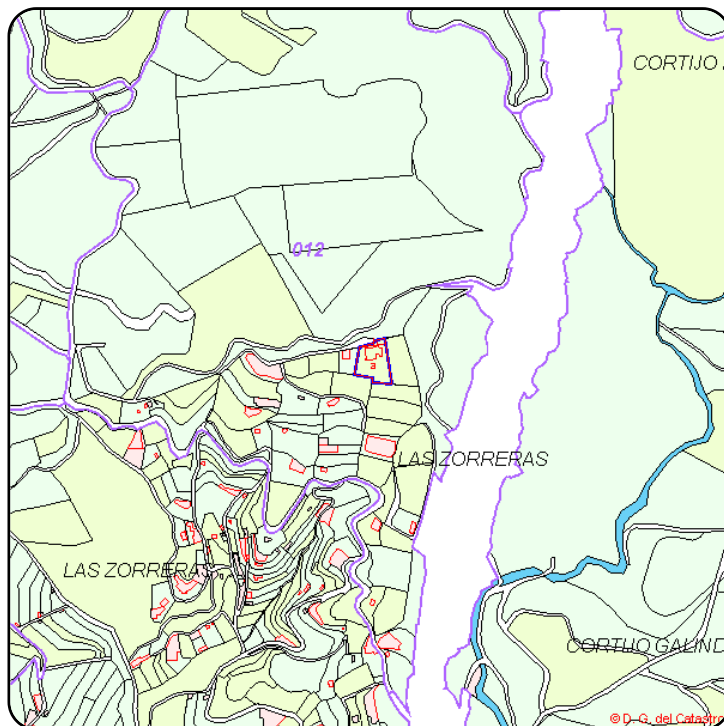 CORTIJO
012
a
LAS ZORRERAS
LAS ZORRERAS
CORTIJO GALIND
© D. G. del Catastro